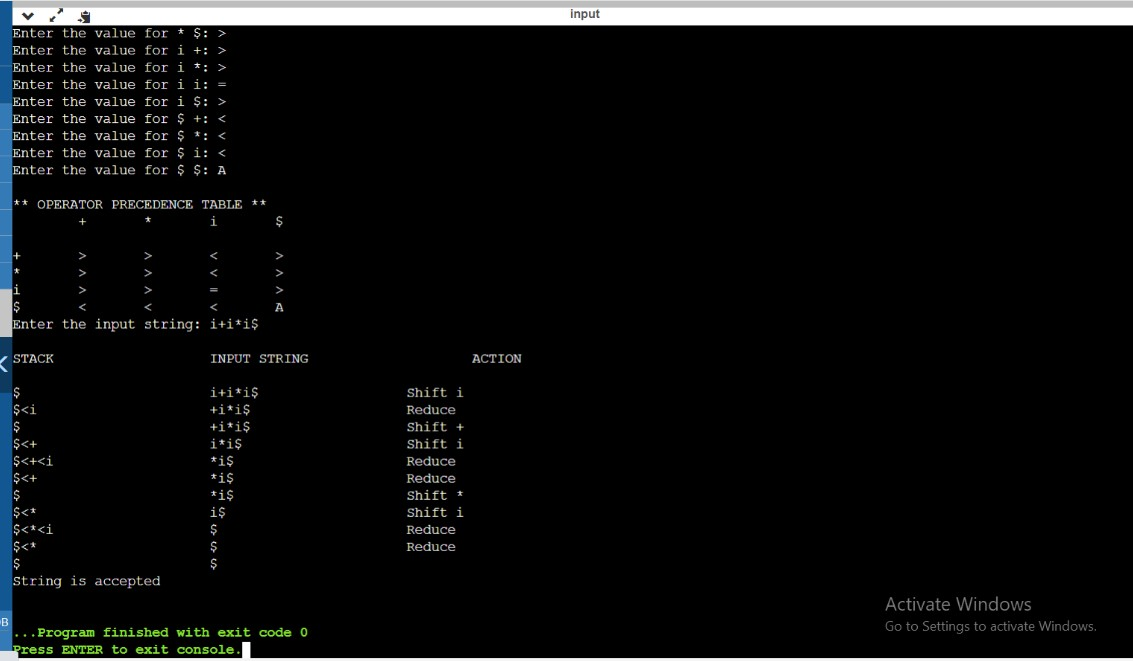 input
Enter the value for * $: >
Enter the value for i +: >
Enter the value for i *: >
Enter the value for i i: =
Enter the value for i $: >
Enter the value for $ +: <
Enter the value for $ *: <
Enter the value for $ i: <
Enter the value for $ $: A
** OPERATOR PRECEDENCE TABLE **
+ * i $
+ > > < >
* > > < >
i > > = >
$ < < < A
Enter the input string: i+i*i$
STACK INPUT STRING ACTION
$ i+i*i$ Shift i
$<i +i*i$ Reduce
$ +i*i$ Shift +
$<+ i*i$ Shift i
$<+<i *i$ Reduce
$<+ *i$ Reduce
$ *i$ Shift *
$<* i$ Shift i
$<*<i $ Reduce
$<* $ Reduce
$ $
String is accepted
Activate Windows
Go to Settings to activate Windows.
...Program finished with exit code 0
Press ENTER to exit console.